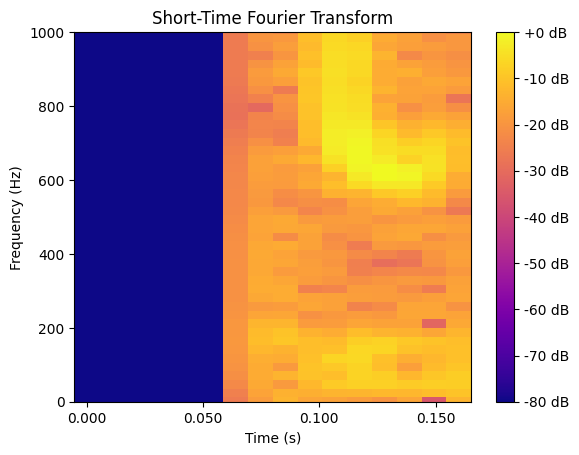 Short-Time Fourier Transform
1000
800
600
400
200
0
Frequency (Hz)
0.000
0.050
0.100
0.150
Time (s)
+0 dB
-10 dB
-20 dB
-30 dB
-40 dB
-50 dB
-60 dB
-70 dB
-80 dB